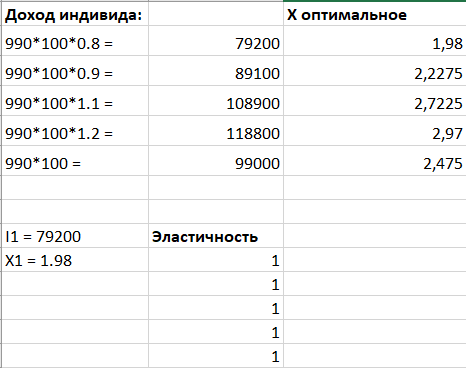 Доход индивида: X оптимальное
990*100*0.8 = 79200 1,98
990*100*0.9 = 89100 2,2275
990*100*1.1 = 108900 2,7225
990*100*1.2 = 118800 2,97
990*100 = 99000 2,475
I1 = 79200 Эластичность
X1 = 1.98 1
1
1
1
1